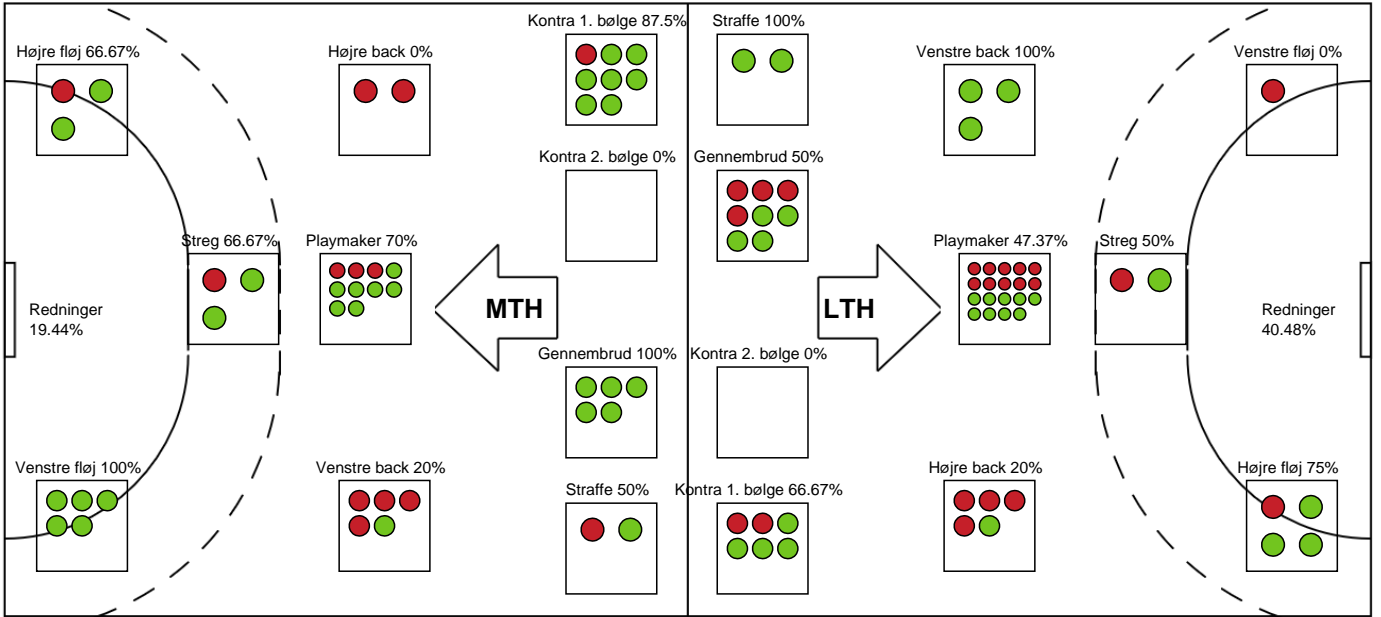 Kontra 1. bølge 87.5%
Straffe 100%
Højre fløj 66.67%
Højre back 0%
Venstre back 100%
Venstre fløj 0%
Kontra 2. bølge 0%
Gennembrud 50%
Streg 66.67%
Playmaker 70%
Playmaker 47.37%
Streg 50%
Redninger
19.44%
MTH
LTH
Redninger
40.48%
Gennembrud 100%
Kontra 2. bølge 0%
Venstre fløj 100%
Venstre back 20%
Højre back 20%
Højre fløj 75%
Straffe 50%
Kontra 1. bølge 66.67%